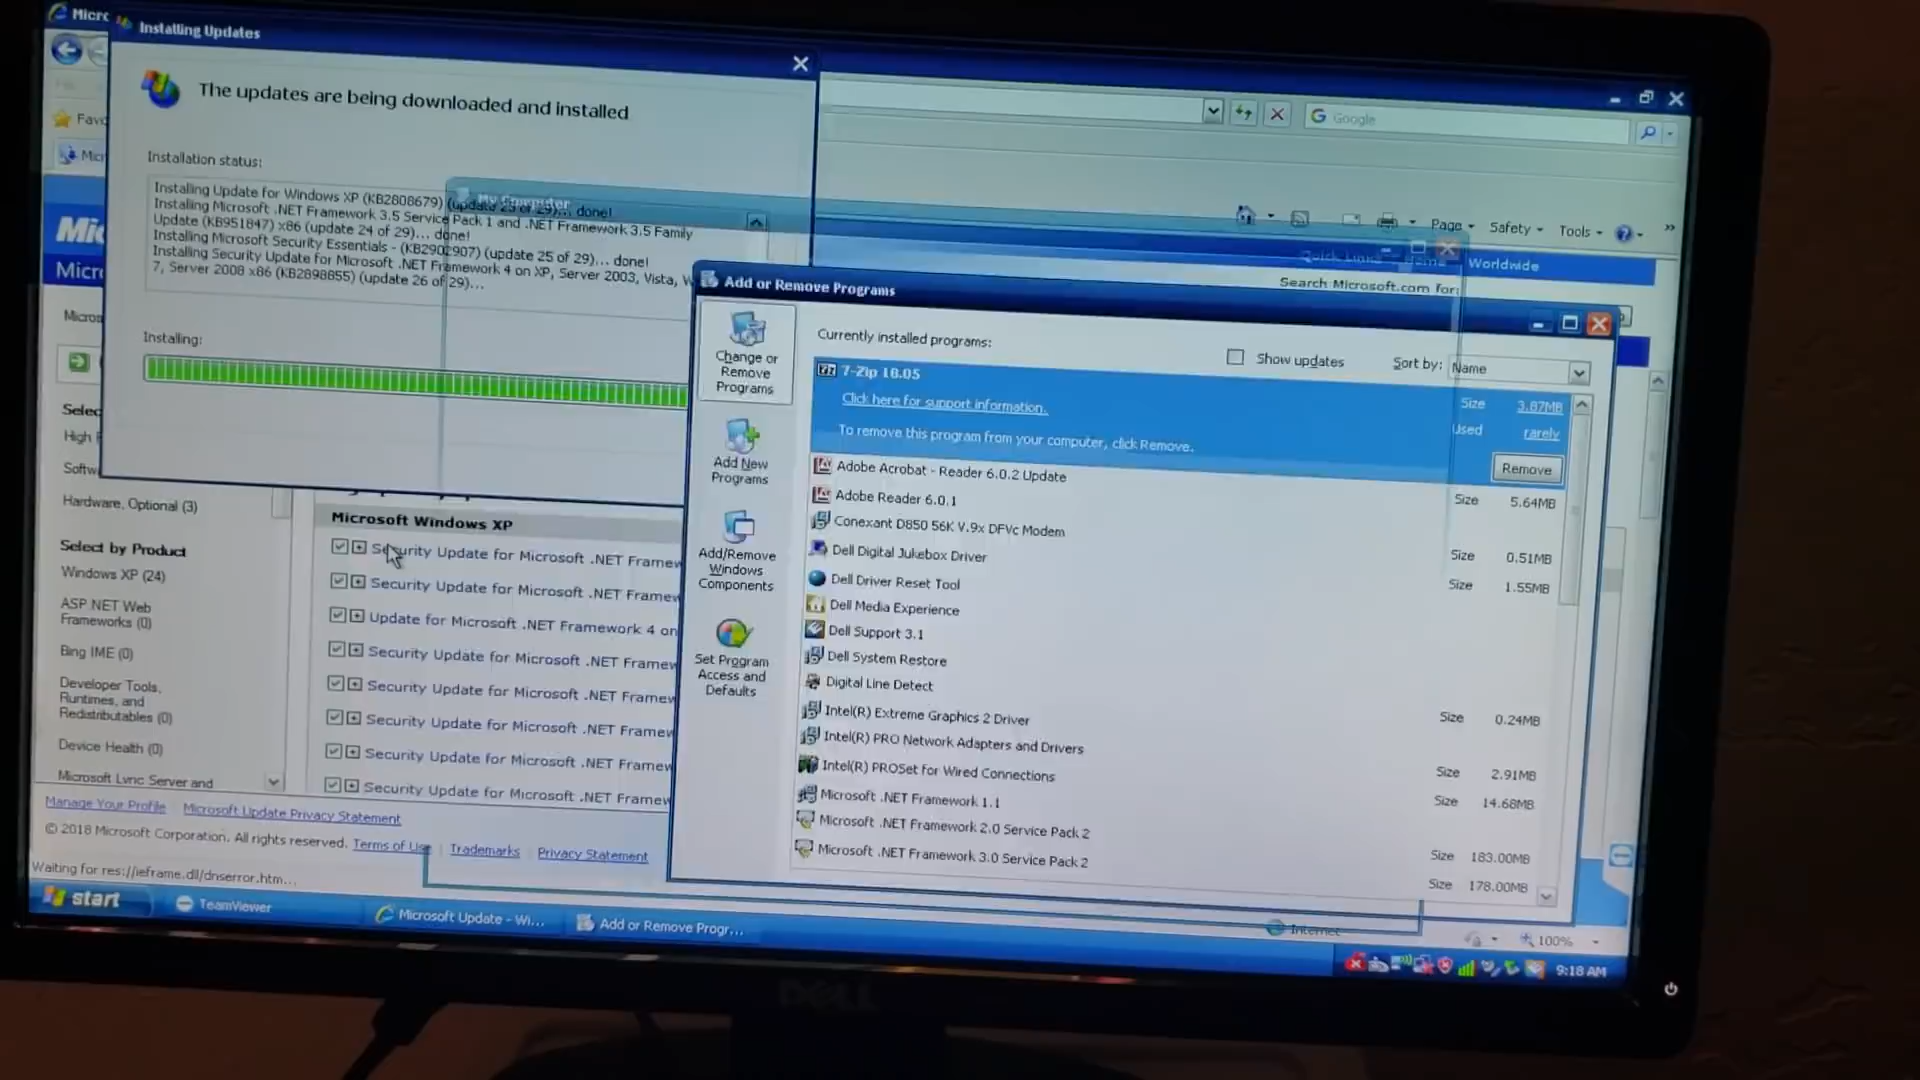 Micro
Installing Updates
The updates are being downloaded and installed
Installation status:
Installing Update for Windows XP (KB2808679) (update 23 of 29)... done!
Installing Microsoft .NET Framework 3.5 Service Pack 1 and .NET Framework 3.5 Family
Update (KB951847) x86 (update 24 of 29)... done!
Installing Microsoft Security Essentials - (KB2902907) (update 25 of 29)... done!
Installing Security Update for Microsoft .NET Framework 4 on XP, Server 2003, Vista, W
7, Server 2008 x86 (KB2898855) (update 26 of 29)...
Installing:
My Computer
Favo
Mic
Google
Page
Safety
Tools
Quick Links
Home
Worldwide
Search Microsoft.com for:
Mic
Micr
Micros
Selec
High P
Softw
Hardware, Optional (3)
Select by Product
Windows XP (24)
ASP.NET Web
Frameworks (0)
Bing IME (0)
Developer Tools,
Runtimes, and
Redistributables (0)
Device Health (0)
Microsoft Lync Server and
Microsoft Windows XP
Security Update for Microsoft .NET Framew
Security Update for Microsoft .NET Framew
Update for Microsoft .NET Framework 4 on
Security Update for Microsoft .NET Framew
Security Update for Microsoft .NET Framew
Security Update for Microsoft .NET Framew
Security Update for Microsoft .NET Framew
Security Update for Microsoft .NET Framew
Manage Your Profile
Microsoft Update Privacy Statement
© 2018 Microsoft Corporation. All rights reserved. Terms of Use | Trademarks | Privacy Statement
Waiting for res://ieframe.dll/dnserror.htm...
Add or Remove Programs
Change or
Remove
Programs
Add New
Programs
Add/Remove
Windows
Components
Set Program
Access and
Defaults
Currently installed programs:
Show updates
Sort by: Name
7-Zip 18.05
Size 3.87MB
Click here for support information.
Used rarely
To remove this program from your computer, click Remove.
Remove
Adobe Acrobat - Reader 6.0.2 Update
Adobe Reader 6.0.1 Size 5.64MB
Conexant D850 56K V.9x DFVc Modem
Dell Digital Jukebox Driver Size 0.51MB
Dell Driver Reset Tool Size 1.55MB
Dell Media Experience
Dell Support 3.1
Dell System Restore
Digital Line Detect
Intel(R) Extreme Graphics 2 Driver Size 0.24MB
Intel(R) PRO Network Adapters and Drivers
Intel(R) PROSet for Wired Connections Size 2.91MB
Microsoft .NET Framework 1.1 Size 14.68MB
Microsoft .NET Framework 2.0 Service Pack 2 Size 183.00MB
Microsoft .NET Framework 3.0 Service Pack 2 Size 178.00MB
Internet
100%
start
TeamViewer
Microsoft Update - Wi...
Add or Remove Progr...
9:18 AM
DELL